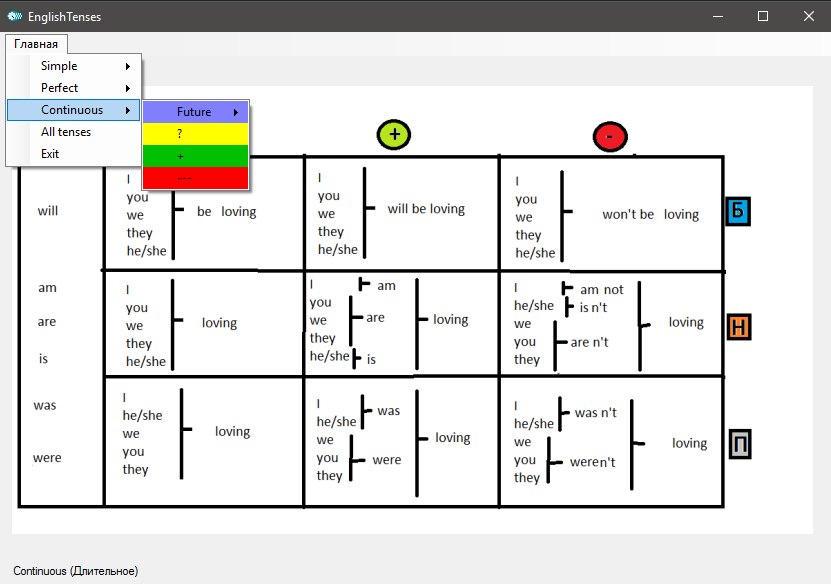 EnglishTenses
Главная
Simple
Perfect
Continuous
All tenses
Exit
Future
?
+
---
+
-
will
I
you
we
they
he/she
be loving
I
you
we
they
he/she
will be loving
I
you
we
they
he/she
won't be loving
Б
am
are
is
I
you
we
they
he/she
loving
I
you
we
they
he/she
am
are
is
loving
I
he/she
we
you
they
am not
is n't
are n't
loving
Н
was
were
I
he/she
we
you
they
loving
I
he/she
we
you
they
was
were
loving
I
he/she
we
you
they
was n't
weren't
loving
П
Continuous (Длительное)